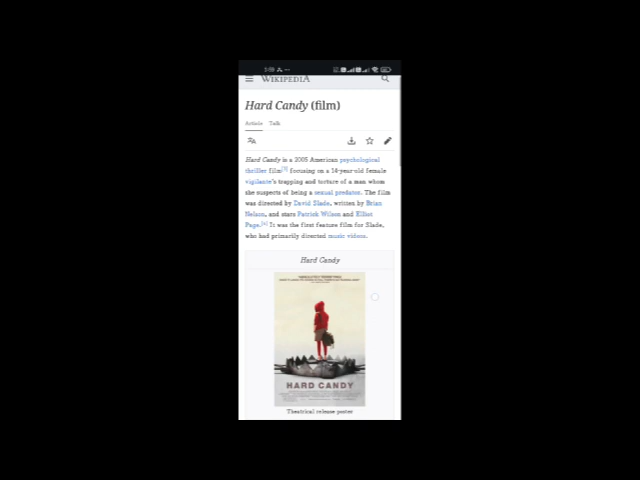 WIKIPEDIA
Hard Candy (film)
Article Talk
Hard Candy is a 2005 American psychological
thriller film[3] focusing on a 14-year-old female
vigilante's trapping and torture of a man whom
she suspects of being a sexual predator. The film
was directed by David Slade, written by Brian
Nelson, and stars Patrick Wilson and Elliot
Page.[4] It was the first feature film for Slade,
who had primarily directed music videos.
Hard Candy
HARD CANDY
Theatrical release poster